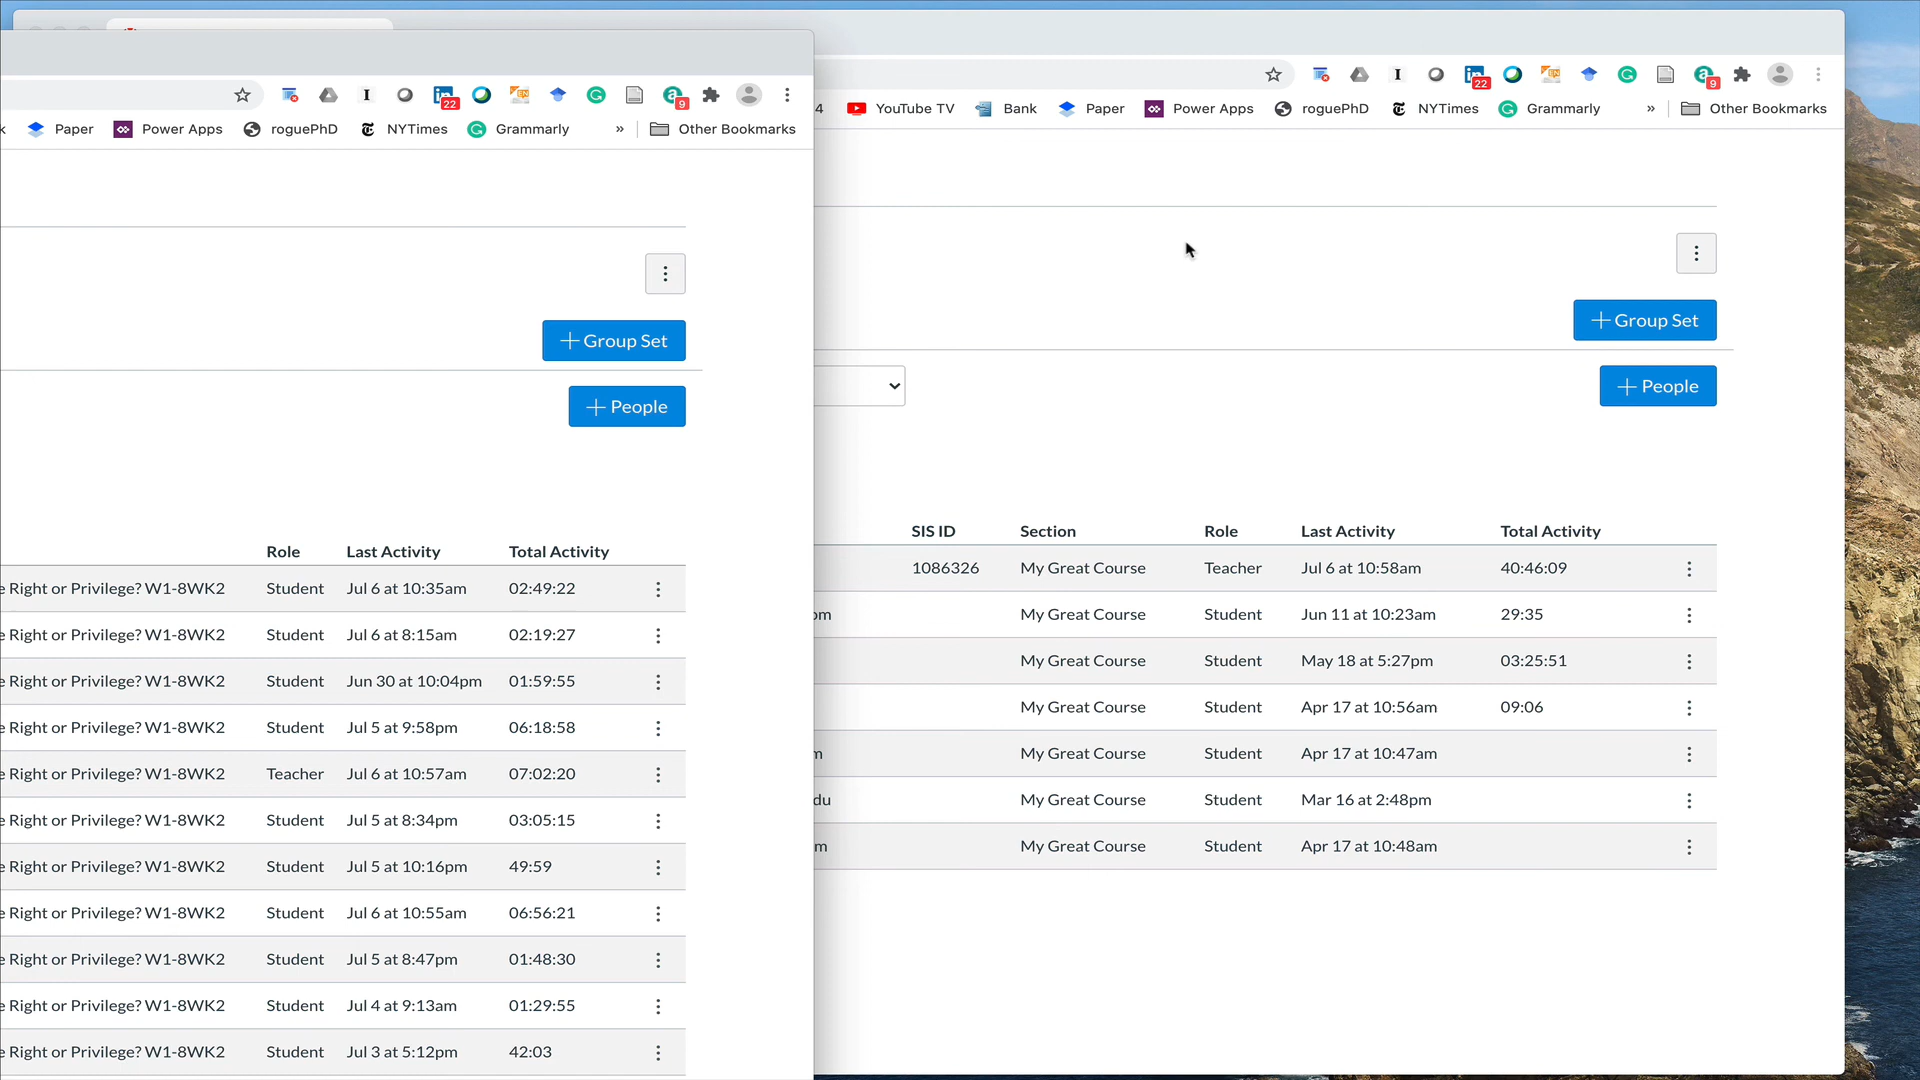 22
9
Paper
Power Apps
roguePhD
NYTimes
Grammarly
»
Other Bookmarks
Group Set
People
Role Last Activity Total Activity
e Right or Privilege? W1-8WK2 Student Jul 6 at 10:35am 02:49:22
e Right or Privilege? W1-8WK2 Student Jul 6 at 8:15am 02:19:27
e Right or Privilege? W1-8WK2 Student Jun 30 at 10:04pm 01:59:55
e Right or Privilege? W1-8WK2 Student Jul 5 at 9:58pm 06:18:58
e Right or Privilege? W1-8WK2 Teacher Jul 6 at 10:57am 07:02:20
e Right or Privilege? W1-8WK2 Student Jul 5 at 8:34pm 03:05:15
e Right or Privilege? W1-8WK2 Student Jul 5 at 10:16pm 49:59
e Right or Privilege? W1-8WK2 Student Jul 6 at 10:55am 06:56:21
e Right or Privilege? W1-8WK2 Student Jul 5 at 8:47pm 01:48:30
e Right or Privilege? W1-8WK2 Student Jul 4 at 9:13am 01:29:55
e Right or Privilege? W1-8WK2 Student Jul 3 at 5:12pm 42:03
22
9
4 YouTube TV Bank Paper Power Apps roguePhD NYTimes Grammarly » Other Bookmarks
Group Set
People
SIS ID Section Role Last Activity Total Activity
1086326 My Great Course Teacher Jul 6 at 10:58am 40:46:09
om My Great Course Student Jun 11 at 10:23am 29:35
My Great Course Student May 18 at 5:27pm 03:25:51
My Great Course Student Apr 17 at 10:56am 09:06
m My Great Course Student Apr 17 at 10:47am
du My Great Course Student Mar 16 at 2:48pm
m My Great Course Student Apr 17 at 10:48am